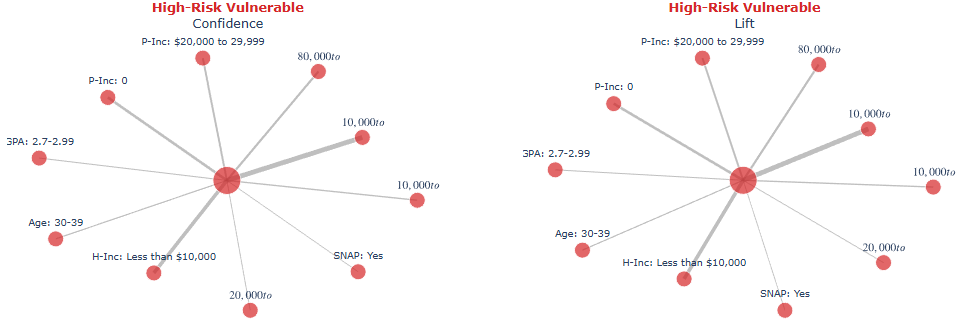 High-Risk Vulnerable
Confidence
P-Inc: $20,000 to 29,999
80,000to
P-Inc: 0
10,000to
GPA: 2.7-2.99
10,000to
Age: 30-39
H-Inc: Less than $10,000
SNAP: Yes
20,000to
High-Risk Vulnerable
Lift
P-Inc: $20,000 to 29,999
80,000to
P-Inc: 0
10,000to
GPA: 2.7-2.99
10,000to
Age: 30-39
20,000to
H-Inc: Less than $10,000
SNAP: Yes